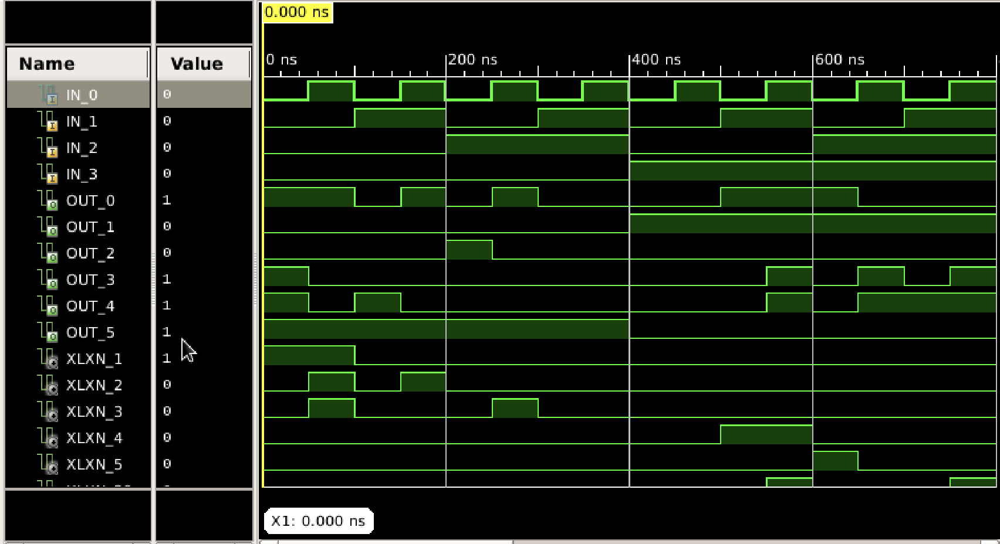 0.000 ns
Name Value
0 ns 200 ns 400 ns 600 ns
IN_0 0
IN_1 0
IN_2 0
IN_3 0
OUT_0 1
OUT_1 0
OUT_2 0
OUT_3 1
OUT_4 1
OUT_5 1
XLXN_1 1
XLXN_2 0
XLXN_3 0
XLXN_4 0
XLXN_5 0
X1: 0.000 ns